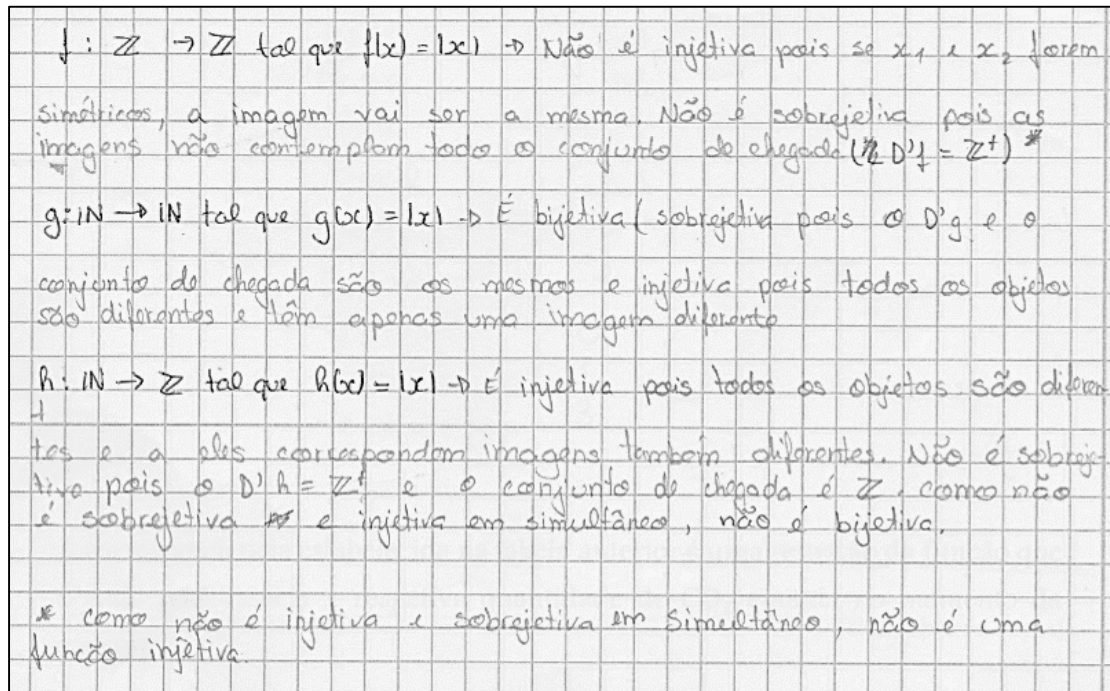 f: ℤ → ℤ tal que f(x) = |x| → Não é injetiva pois se x₁ e x₂ forem
simétricos, a imagem vai ser a mesma. Não é sobrejetiva pois as
imagens não contemplam todo o conjunto de chegada ( D'f = ℤ⁺) *
g: ℕ → ℕ tal que g(x) = |x| → É bijetiva ( sobrejetiva pois o D'g e o
conjunto de chegada são os mesmos e injetiva pois todos os objetos
são diferentes e têm apenas uma imagem diferente
h: ℕ → ℤ tal que h(x) = |x| → É injetiva pois todos os objetos são diferen
tes e a eles correspondem imagens também diferentes. Não é sobreje-
tiva pois o D'h = ℤ⁺ e o conjunto de chegada é ℤ, como não
é sobrejetiva e injetiva em simultâneo, não é bijetiva.
* como não é injetiva e sobrejetiva em simultâneo, não é uma
função injetiva.